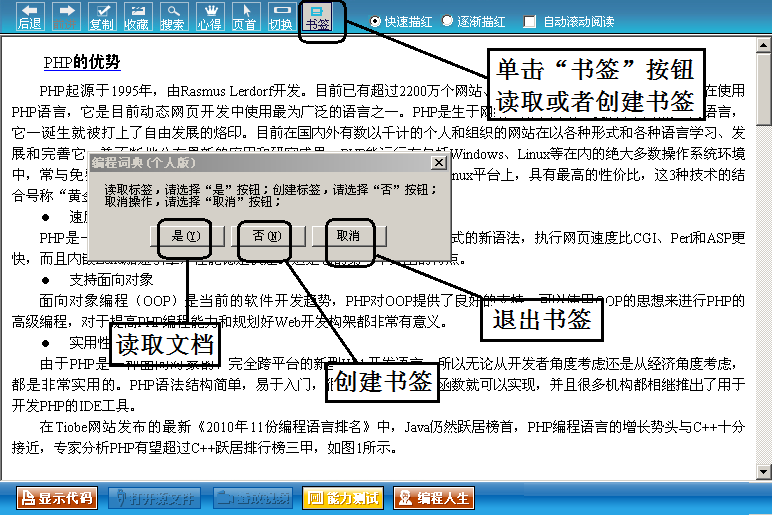 后退 复制 收藏 搜索 心得 页首 切换 书签 快速描红 逐渐描红 自动滚动阅读
单击“书签”按钮
读取或者创建书签
PHP的优势
PHP起源于1995年，由Rasmus Lerdorf开发。目前已有超过2200万个网站、 在使用
PHP语言，它是目前动态网页开发中使用最为广泛的语言之一。PHP是生于网 语言，
它一诞生就被打上了自由发展的烙印。目前在国内外有数以千计的个人和组织的网站在以各种形式和各种语言学习、发
展和完善它 Windows、Linux等在内的绝大多数操作系统环境
中，常与免 Linux平台上，具有最高的性价比，这3种技术的结
合号称“黄金
编程词典(个人版)
读取标签，请选择“是”按钮；创建标签，请选择“否”按钮；
取消操作，请选择“取消”按钮；
是(Y) 否(N) 取消
● 速度
PHP是一 式的新语法，执行网页速度比CGI、Perl和ASP更
快，而且内嵌
● 支持面向对象
面向对象编程（OOP）是当前的软件开发趋势，PHP对OOP提供了良好的支持，可以使用OOP的思想来进行PHP的
高级编程，对于提高PHP编程能力和规划好Web开发构架都非常有意义。
退出书签
● 实用性
读取文档
由于PHP是一种面向对象的、完全跨平台的新型Web开发语言，所以无论从开发者角度考虑还是从经济角度考虑，
都是非常实用的。PHP语法结构简单，易于入门， 函数就可以实现，并且很多机构都相继推出了用于
创建书签
开发PHP的IDE工具。
在Tiobe网站发布的最新《2010年11份编程语言排名》中，Java仍然跃居榜首，PHP编程语言的增长势头与C++十分
接近，专家分析PHP有望超过C++跃居排行榜三甲，如图1所示。
显示代码 打开源文件 能力测试 编程人生